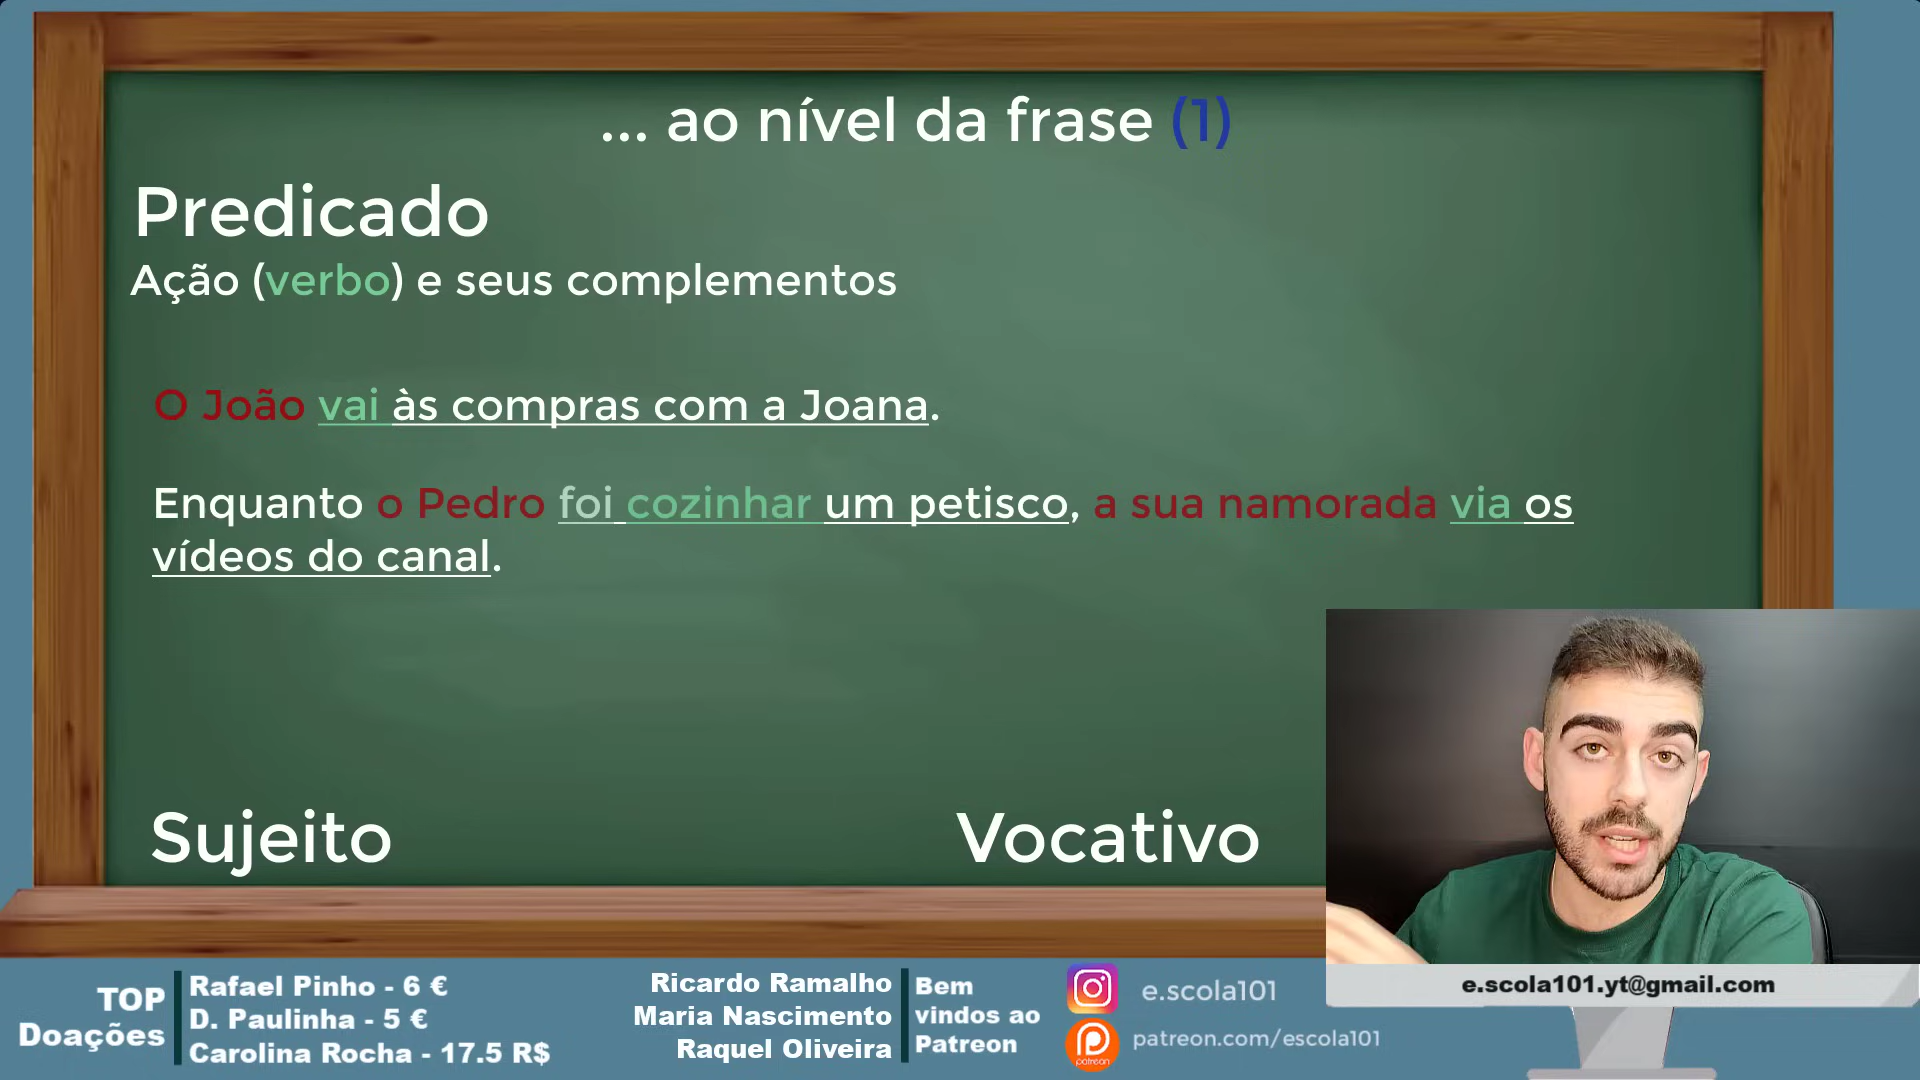 ... ao nível da frase (1)
Predicado
Ação (verbo) e seus complementos
O João vai às compras com a Joana.
Enquanto o Pedro foi cozinhar um petisco, a sua namorada via os
vídeos do canal.
Sujeito
Vocativo
TOP
Doações
Rafael Pinho - 6 €
D. Paulinha - 5 €
Carolina Rocha - 17.5 R$
Ricardo Ramalho
Maria Nascimento
Raquel Oliveira
Bem
vindos ao
Patreon
e.scola101
patreon
patreon.com/escola101
e.scola101.yt@gmail.com